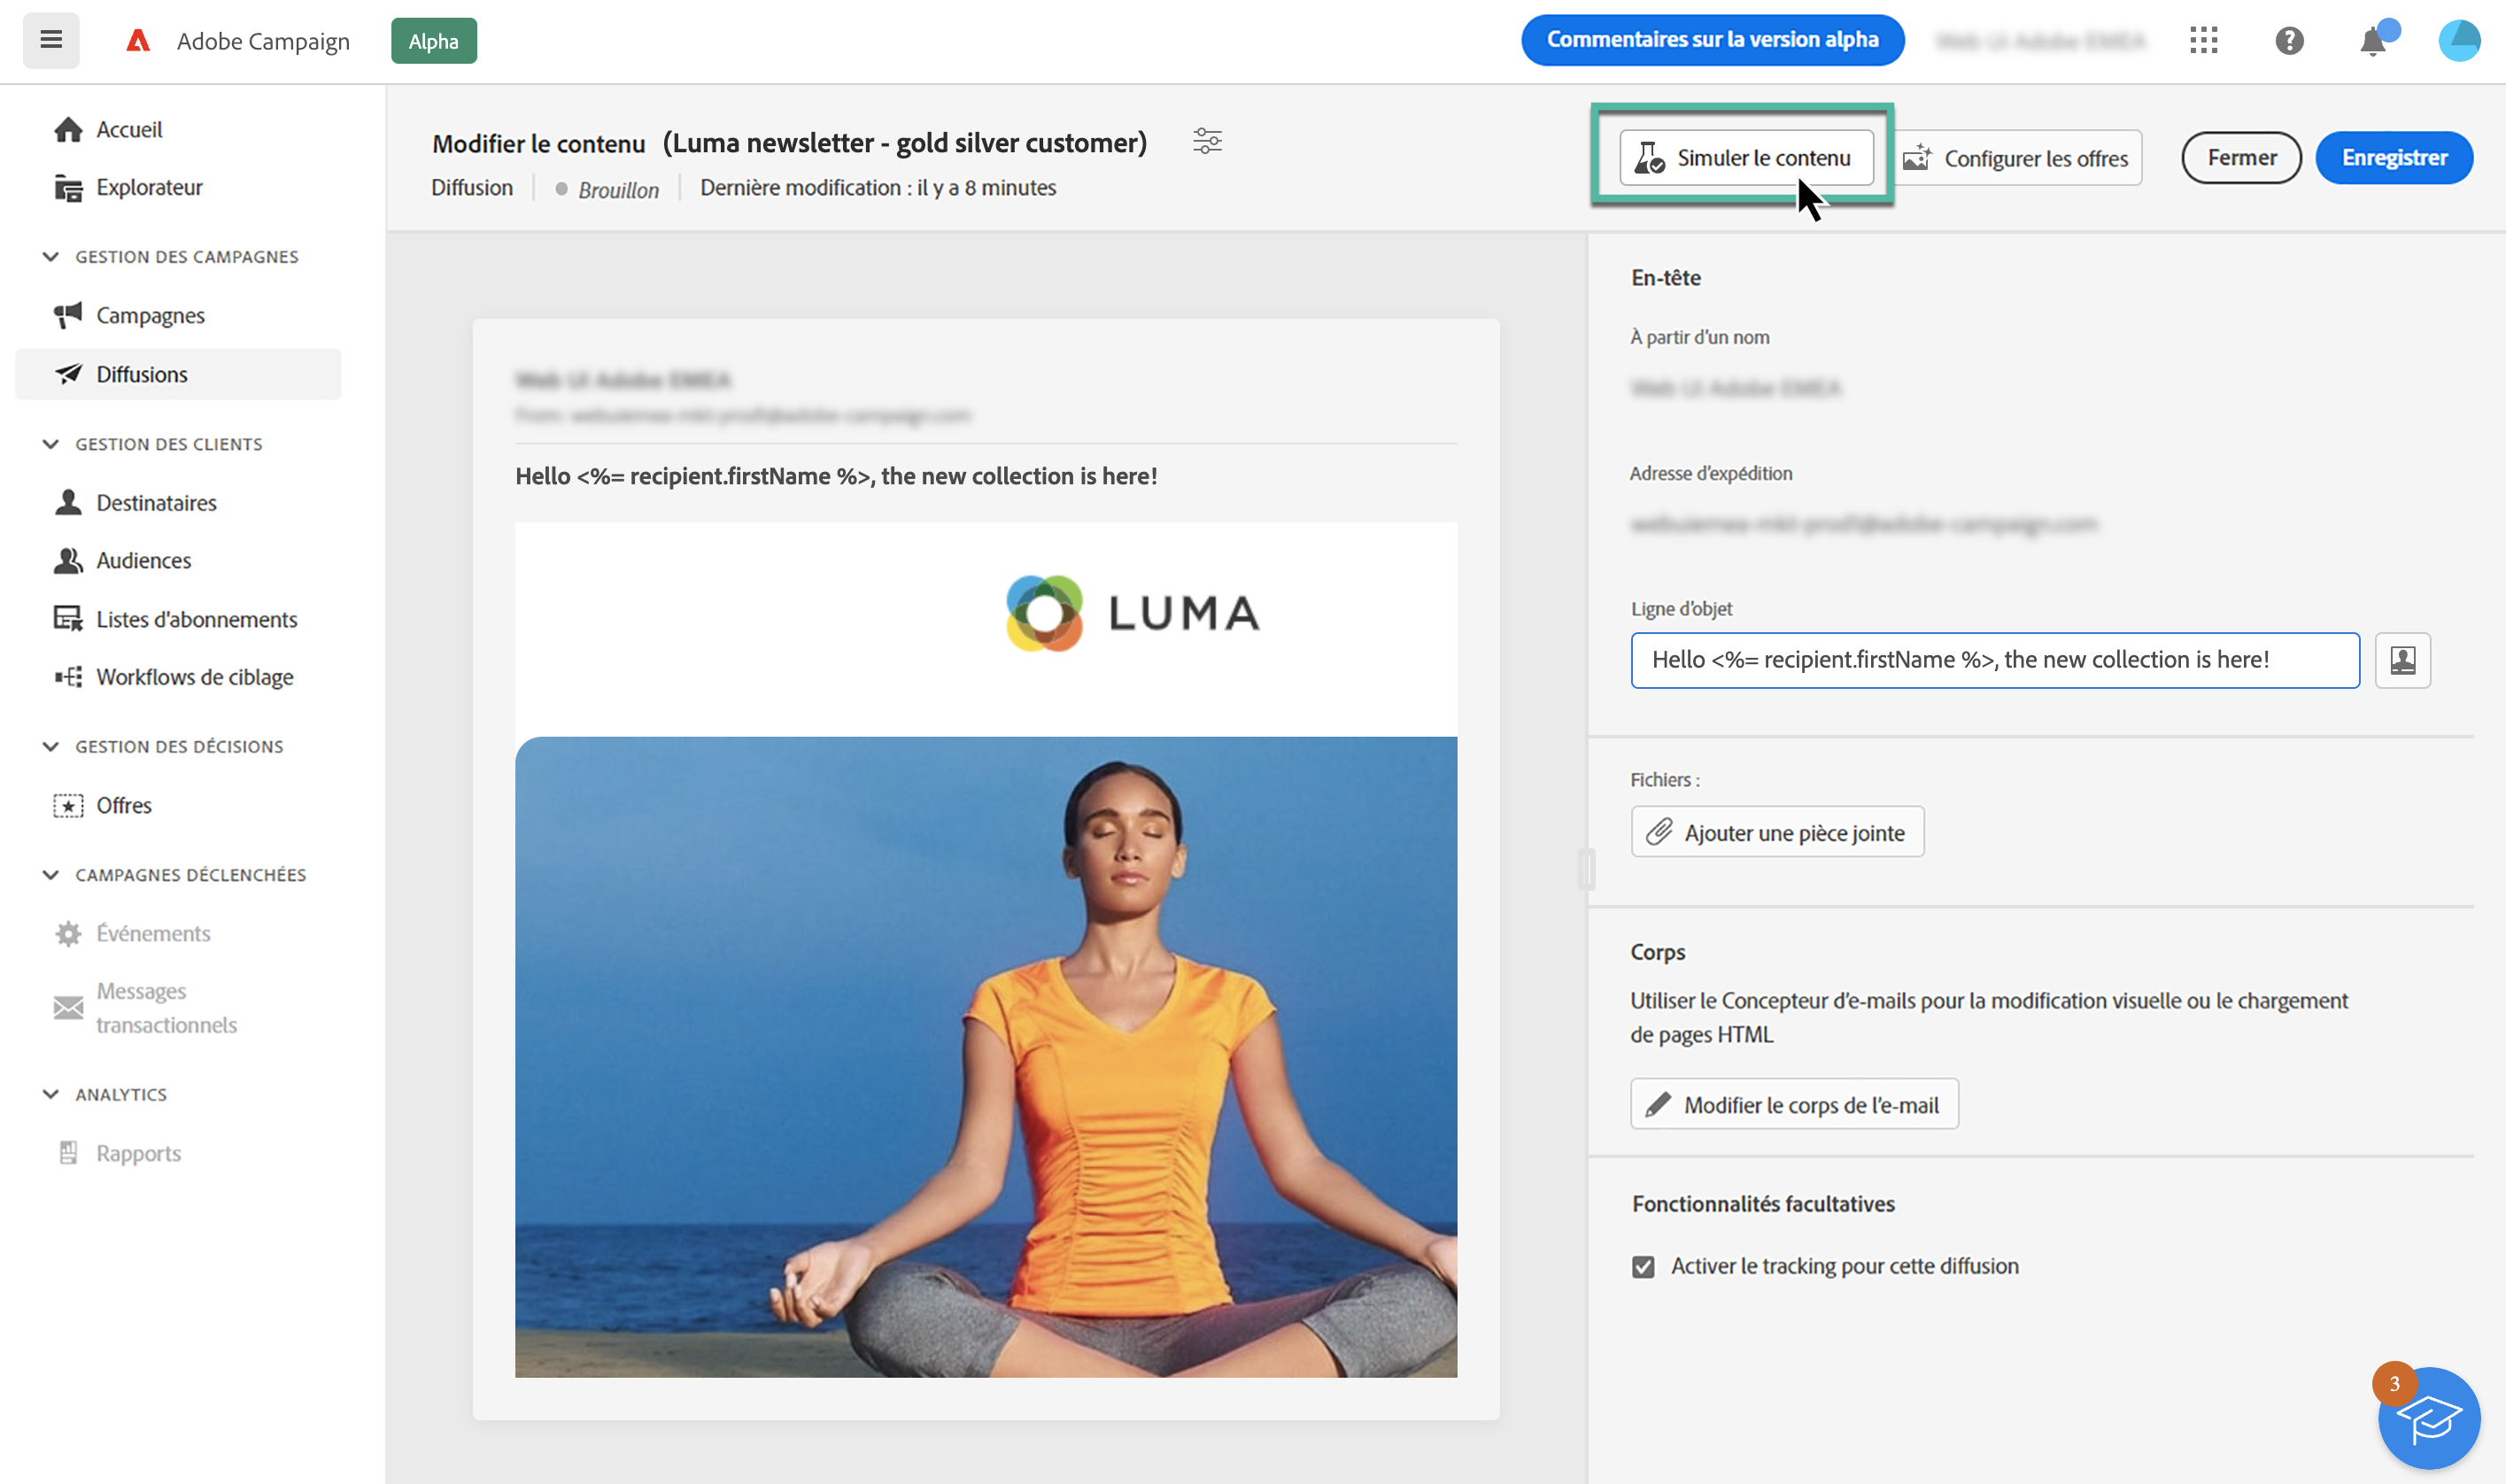 Adobe Campaign
Alpha
Commentaires sur la version alpha
Accueil
Explorateur
GESTION DES CAMPAGNES
Campagnes
Diffusions
GESTION DES CLIENTS
Destinataires
Audiences
Listes d'abonnements
Workflows de ciblage
GESTION DES DÉCISIONS
Offres
CAMPAGNES DÉCLENCHÉES
Événements
Messages
transactionnels
ANALYTICS
Rapports
Modifier le contenu (Luma newsletter - gold silver customer)
Diffusion
Brouillon
Dernière modification : il y a 8 minutes
Simuler le contenu
Configurer les offres
Fermer
Enregistrer
Hello <%= recipient.firstName %>, the new collection is here!
LUMA
En-tête
À partir d'un nom
Adresse d'expédition
Ligne d'objet
Hello <%= recipient.firstName %>, the new collection is here!
Fichiers :
Ajouter une pièce jointe
Corps
Utiliser le Concepteur d'e-mails pour la modification visuelle ou le chargement
de pages HTML
Modifier le corps de l'e-mail
Fonctionnalités facultatives
Activer le tracking pour cette diffusion
3